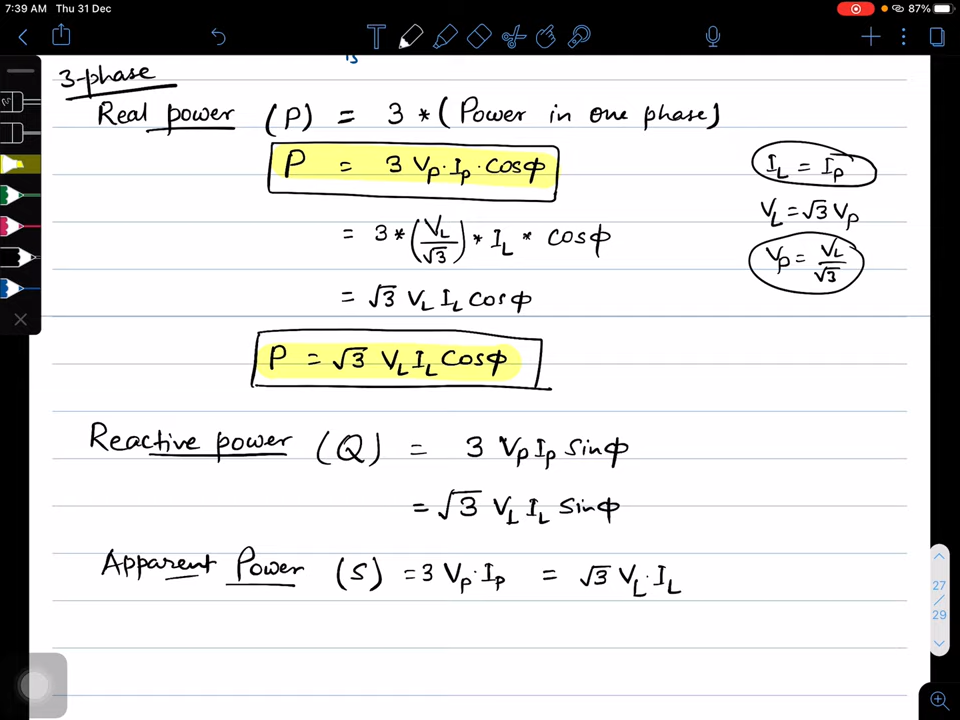 7:39 AM Thu 31 Dec
87%
3-phase
Real power (P) = 3 * (Power in one phase)
P = 3 Vp · Ip · cosϕ
= 3 * (VL/√3) * IL * cosϕ
= √3 VL IL cosϕ
P = √3 VL IL Cosϕ
IL = Ip
VL = √3 Vp
Vp = VL/√3
Reactive power (Q) = 3 Vp Ip sinϕ
= √3 VL IL sinϕ
Apparent Power (S) = 3 Vp · Ip = √3 VL · IL
27
/
29